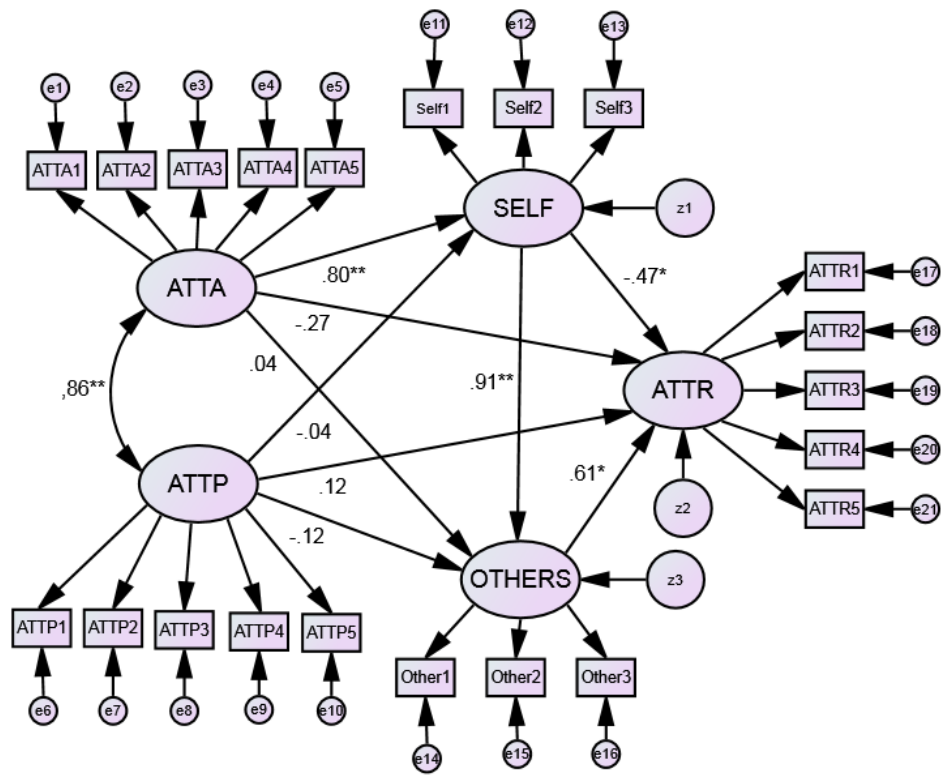 e11
e12
e13
Self1
Self2
Self3
e1
e2
e3
e4
e5
ATTA1
ATTA2
ATTA3
ATTA4
ATTA5
SELF
z1
ATTA
.80**
-.47*
-.27
.04
,86**
.91**
ATTR1
e17
ATTR2
e18
ATTR3
e19
ATTR4
e20
ATTR5
e21
ATTR
-.04
.12
-.12
.61*
z2
ATTP
OTHERS
z3
ATTP1
ATTP2
ATTP3
ATTP4
ATTP5
e6
e7
e8
e9
e10
Other1
Other2
Other3
e14
e15
e16